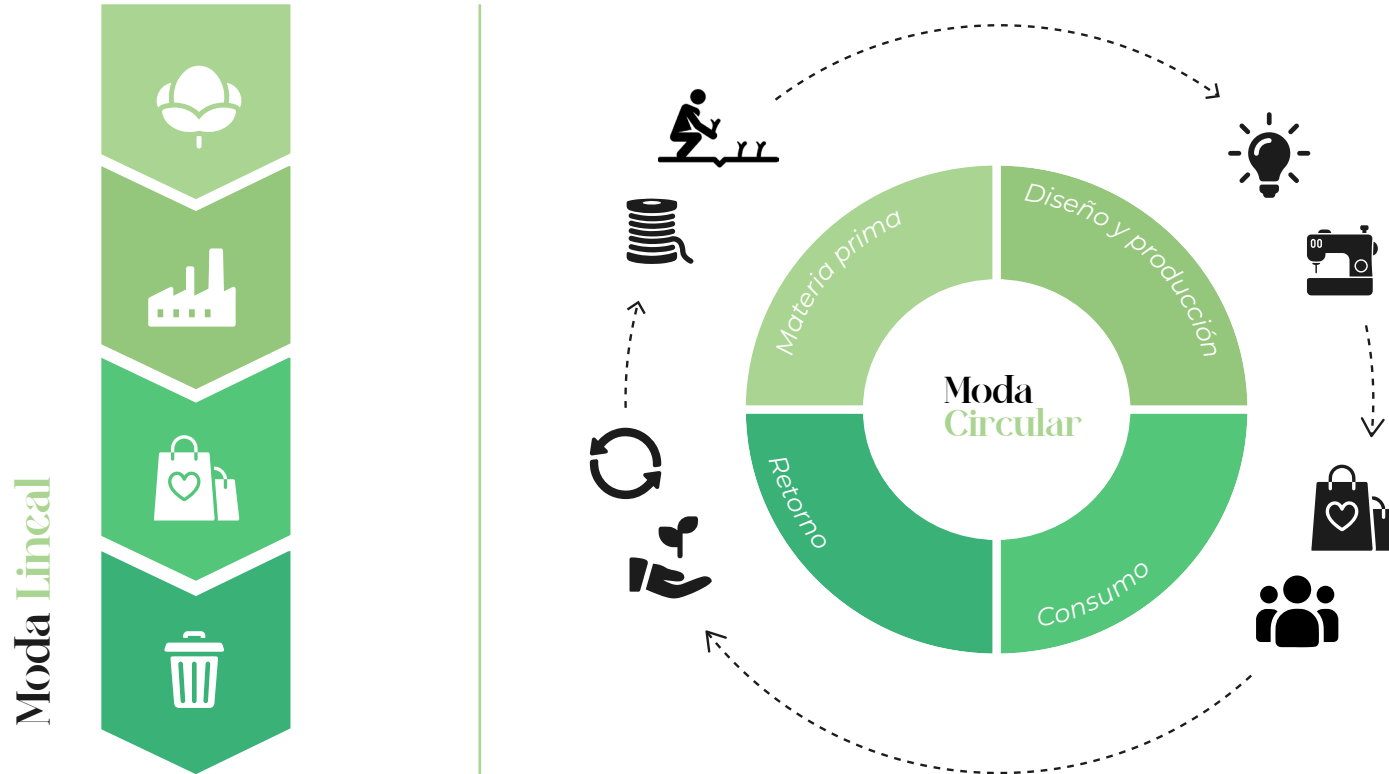 Moda Lineal
Materia prima
Diseño y producción
Moda
Circular
Retorno
Consumo